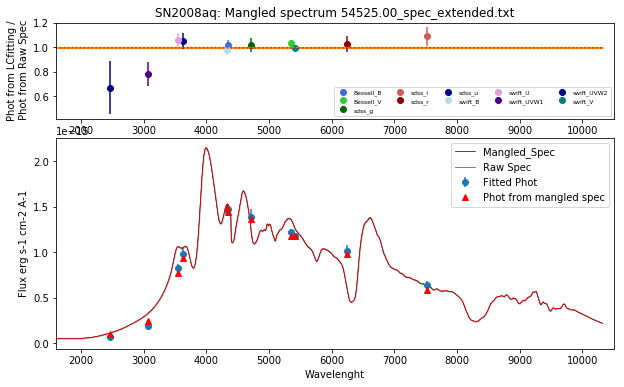 SN2008aq: Mangled spectrum 54525.00_spec_extended.txt
Phot from LCfitting /
Phot from Raw Spec
1.2
1.0
0.8
0.6
Bessell_B
Bessell_V
sdss_g
sdss_i
sdss_r
sdss_u
swift_B
swift_U
swift_UVW1
swift_UVW2
swift_V
2000
3000
4000
5000
6000
7000
8000
9000
10000
Flux erg s-1 cm-2 A-1
2.0
1.5
1.0
0.5
0.0
Mangled_Spec
Raw Spec
Fitted Phot
Phot from mangled spec
2000
3000
4000
5000
6000
7000
8000
9000
10000
Wavelenght